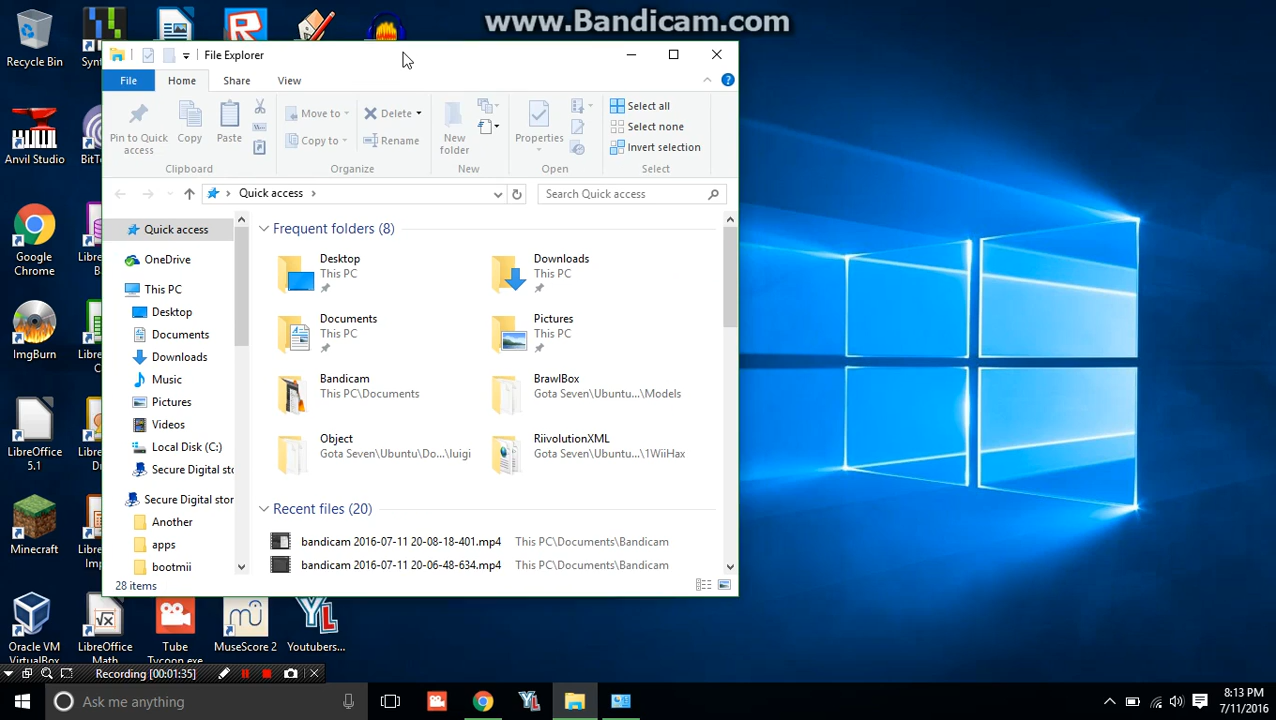 www.Bandicam.com
Recycle Bin
File Explorer
File
Home
Share
View
Pin to Quick access
Copy
Paste
Clipboard
Move to
Copy to
Delete
Rename
Organize
New folder
New
Properties
Open
Select all
Select none
Invert selection
Select
Quick access
Search Quick access
Quick access
OneDrive
This PC
Desktop
Documents
Downloads
Music
Pictures
Videos
Local Disk (C:)
Secure Digital sto
Secure Digital stor
Another
apps
bootmii
Frequent folders (8)
Desktop
This PC
Downloads
This PC
Documents
This PC
Pictures
This PC
Bandicam
This PC\Documents
BrawlBox
Gota Seven\Ubuntu...\Models
Object
Gota Seven\Ubuntu\Do...\luigi
RiivolutionXML
Gota Seven\Ubuntu...\1WiiHax
Recent files (20)
bandicam 2016-07-11 20-08-18-401.mp4 This PC\Documents\Bandicam
bandicam 2016-07-11 20-06-48-634.mp4 This PC\Documents\Bandicam
28 items
Anvil Studio
Google Chrome
ImgBurn
LibreOffice 5.1
Minecraft
Oracle VM VirtualBox
LibreOffice Math
Tube Tycoon.exe
MuseScore 2
Youtubers...
Recording [00:01:35]
Ask me anything
8:13 PM
7/11/2016